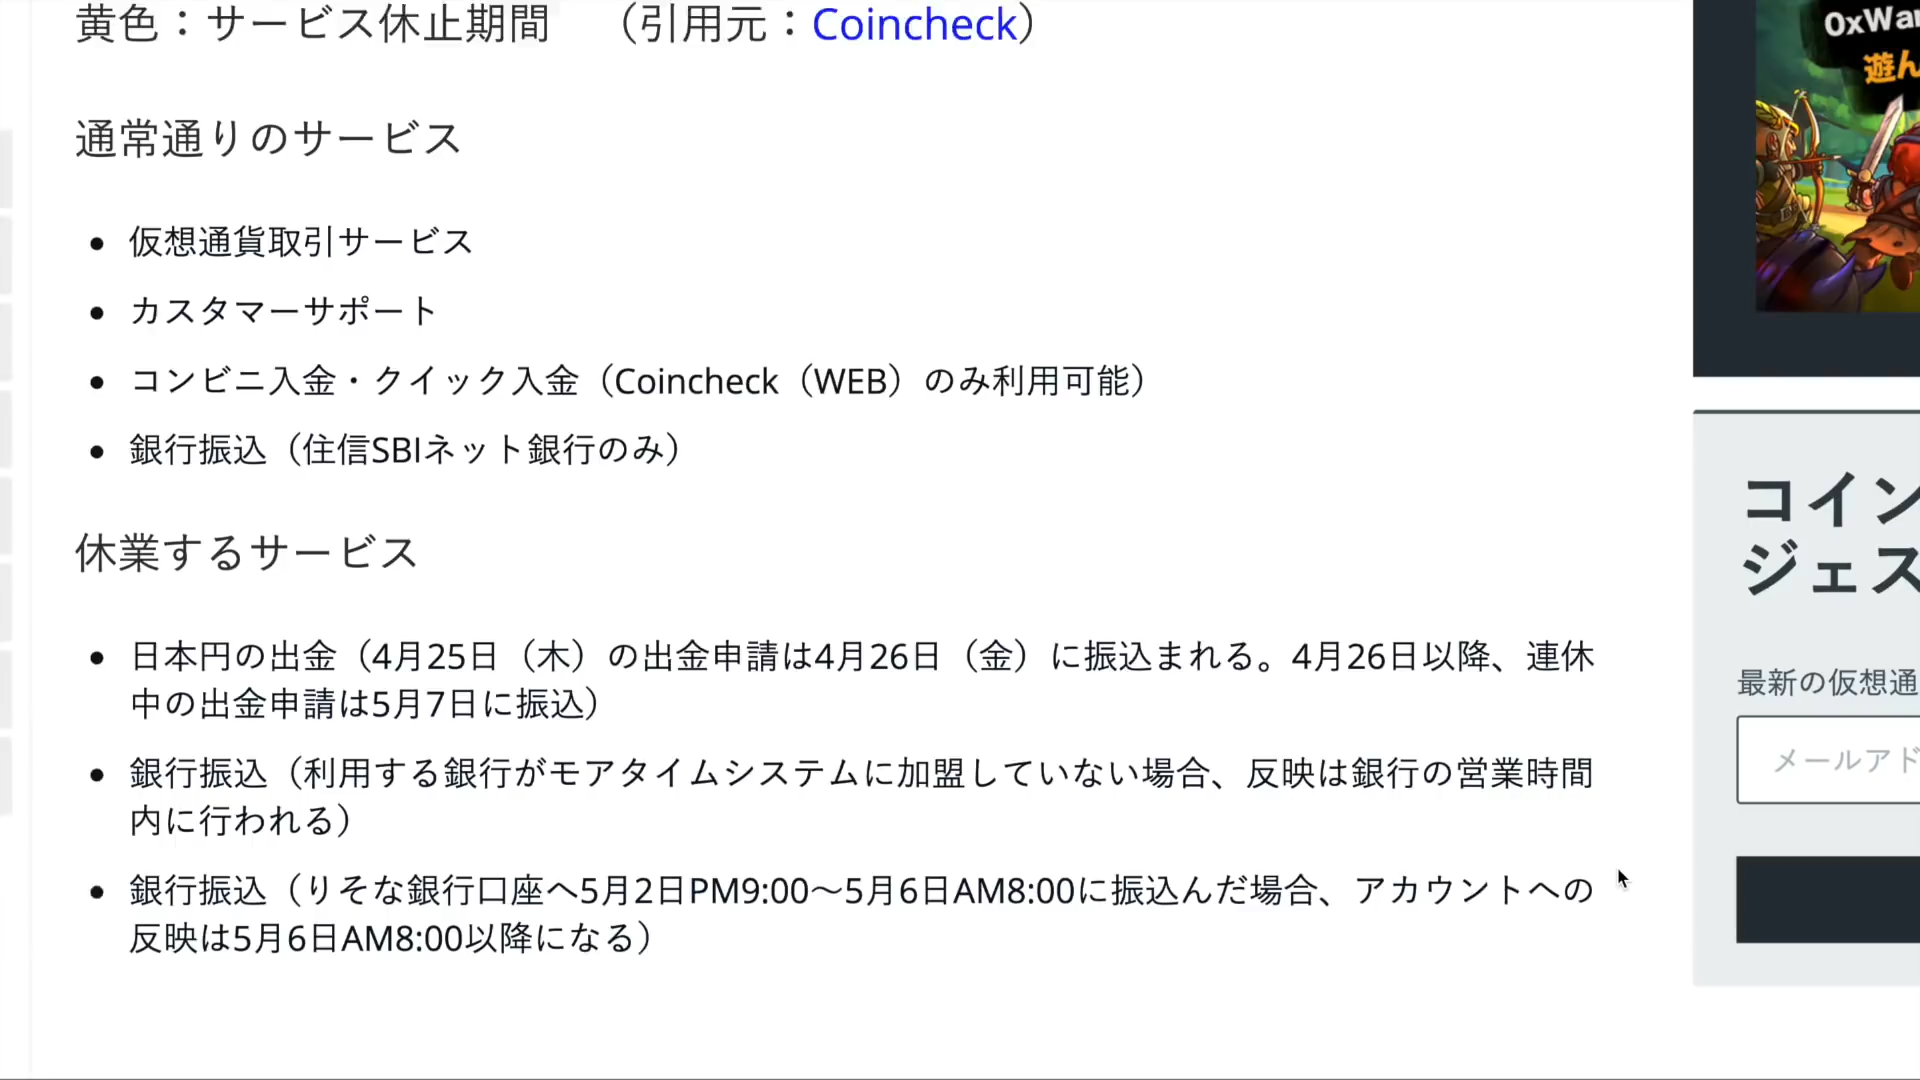 黄色：サービス休止期間　（引用元：Coincheck）
通常通りのサービス
• 仮想通貨取引サービス
• カスタマーサポート
• コンビニ入金・クイック入金（Coincheck（WEB）のみ利用可能）
• 銀行振込（住信SBIネット銀行のみ）
休業するサービス
• 日本円の出金（4月25日（木）の出金申請は4月26日（金）に振込まれる。4月26日以降、連休
中の出金申請は5月7日に振込）
• 銀行振込（利用する銀行がモアタイムシステムに加盟していない場合、反映は銀行の営業時間
内に行われる）
• 銀行振込（りそな銀行口座へ5月2日PM9:00〜5月6日AM8:00に振込んだ場合、アカウントへの
反映は5月6日AM8:00以降になる）
0xWar
遊ん
コイン
ジェス
最新の仮想通
メールアド